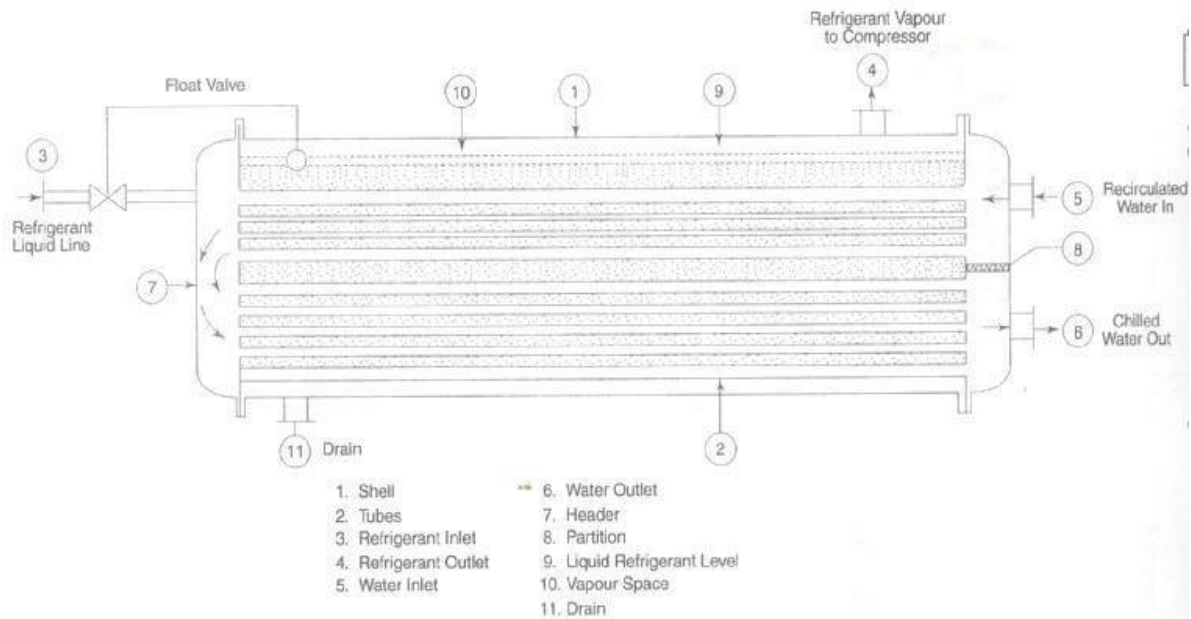 Refrigerant Vapour
to Compressor
Float Valve
4
10
1
9
3
Refrigerant
Liquid Line
5
Recirculated
Water In
8
7
6
Chilled
Water Out
11
Drain
2
1. Shell
2. Tubes
3. Refrigerant Inlet
4. Refrigerant Outlet
5. Water Inlet
6. Water Outlet
7. Header
8. Partition
9. Liquid Refrigerant Level
10. Vapour Space
11. Drain